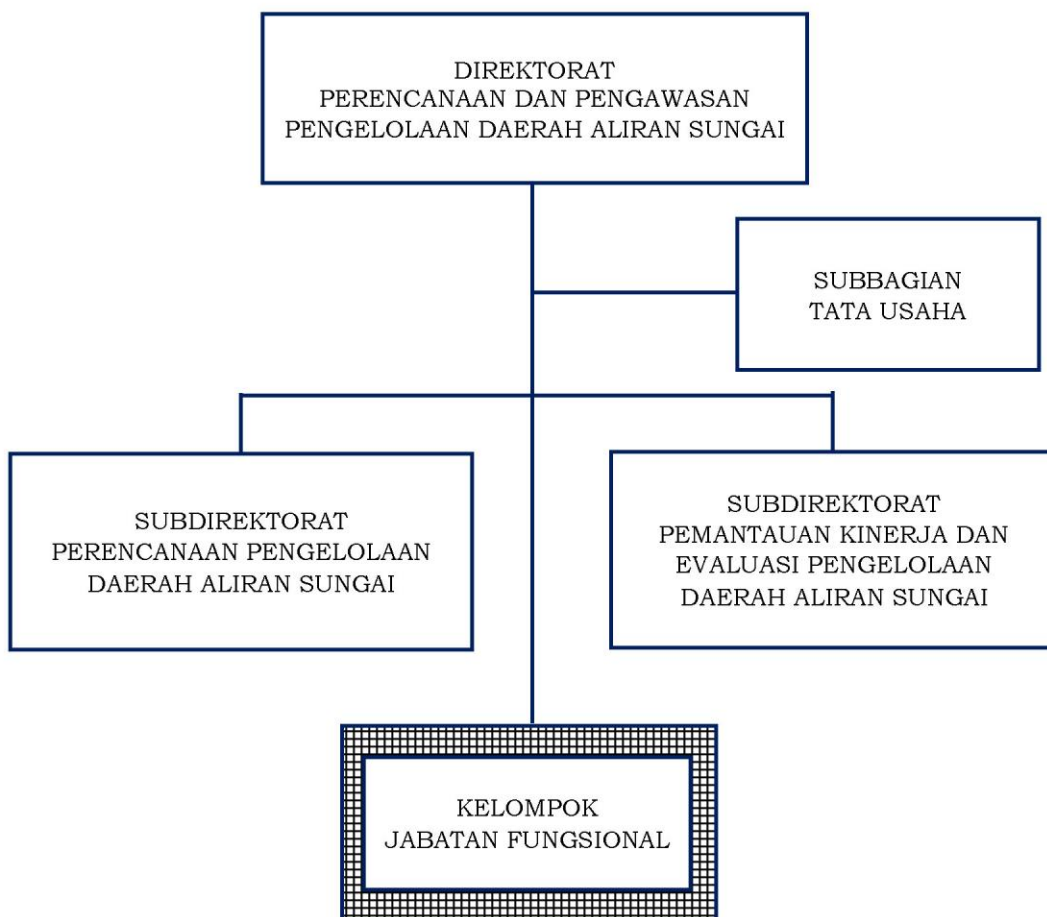 DIREKTORAT
PERENCANAAN DAN PENGAWASAN
PENGELOLAAN DAERAH ALIRAN SUNGAI
SUBBAGIAN
TATA USAHA
SUBDIREKTORAT
PERENCANAAN PENGELOLAAN
DAERAH ALIRAN SUNGAI
SUBDIREKTORAT
PEMANTAUAN KINERJA DAN
EVALUASI PENGELOLAAN
DAERAH ALIRAN SUNGAI
KELOMPOK
JABATAN FUNGSIONAL